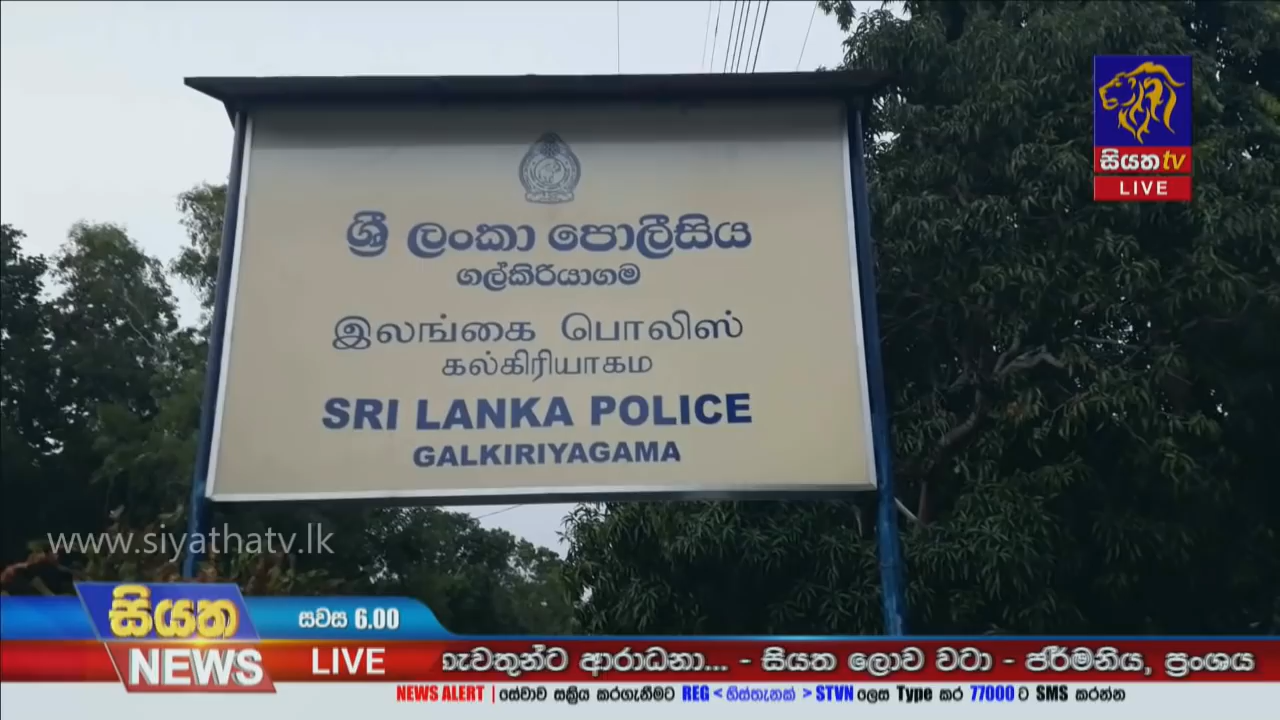 සියත tv
LIVE
ශ්‍රී ලංකා පොලීසිය
ගල්කිරියාගම
இலங்கை பொலிஸ்
கல்கிரியாகம
SRI LANKA POLICE
GALKIRIYAGAMA
www.siyathatv.lk
සියත
සවස 6.00
NEWS
LIVE
ආරාධනා... - සියත ලොව වටා - ජර්මනිය, ප්‍රංශය
NEWS ALERT | සේවාව සක්‍රීය කරගැනීමට REG < හිස්තැනක් > STVN ලෙස Type කර 77000 ට SMS කරන්න